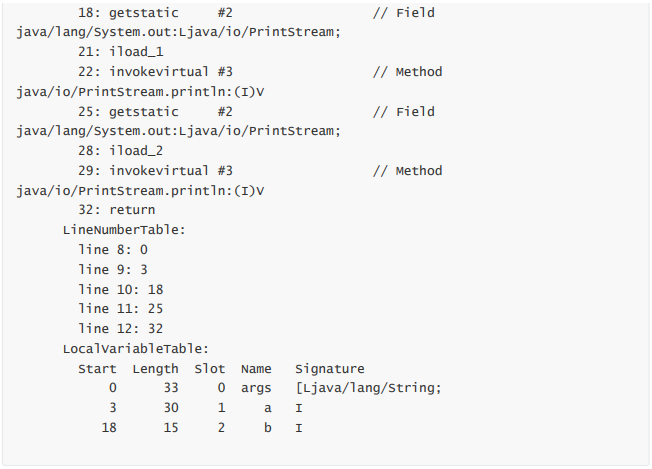 18: getstatic     #2                  // Field
java/lang/System.out:Ljava/io/PrintStream;
21: iload_1
22: invokevirtual #3                  // Method
java/io/PrintStream.println:(I)V
25: getstatic     #2                  // Field
java/lang/System.out:Ljava/io/PrintStream;
28: iload_2
29: invokevirtual #3                  // Method
java/io/PrintStream.println:(I)V
32: return
LineNumberTable:
line 8: 0
line 9: 3
line 10: 18
line 11: 25
line 12: 32
LocalVariableTable:
Start  Length  Slot  Name   Signature
0      33     0  args   [Ljava/lang/String;
3      30     1     a   I
18      15     2     b   I